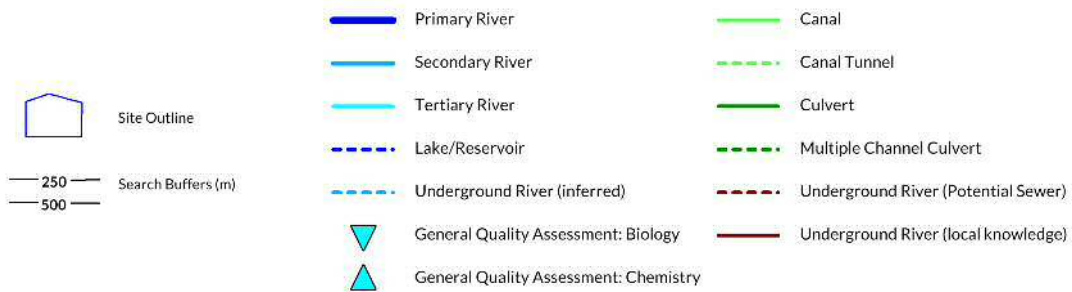 Site Outline
250
500
Search Buffers (m)
Primary River
Secondary River
Tertiary River
Lake/Reservoir
Underground River (inferred)
General Quality Assessment: Biology
General Quality Assessment: Chemistry
Canal
Canal Tunnel
Culvert
Multiple Channel Culvert
Underground River (Potential Sewer)
Underground River (local knowledge)